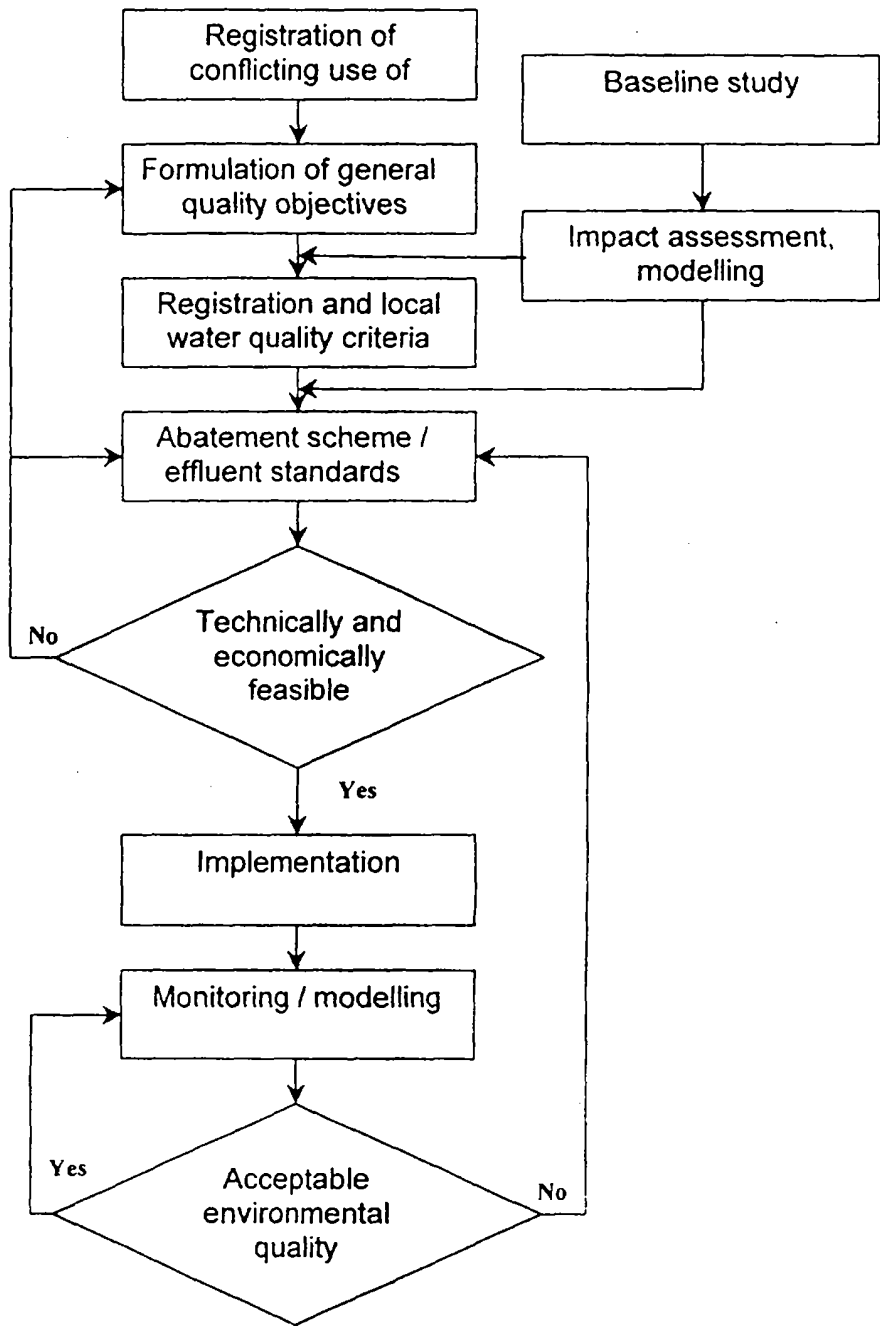 Registration of
conflicting use of
Baseline study
Formulation of general
quality objectives
Impact assessment,
modelling
Registration and local
water quality criteria
Abatement scheme /
effluent standards
No
Technically and
economically
feasible
Yes
Implementation
Monitoring / modelling
Yes
Acceptable
environmental
quality
No